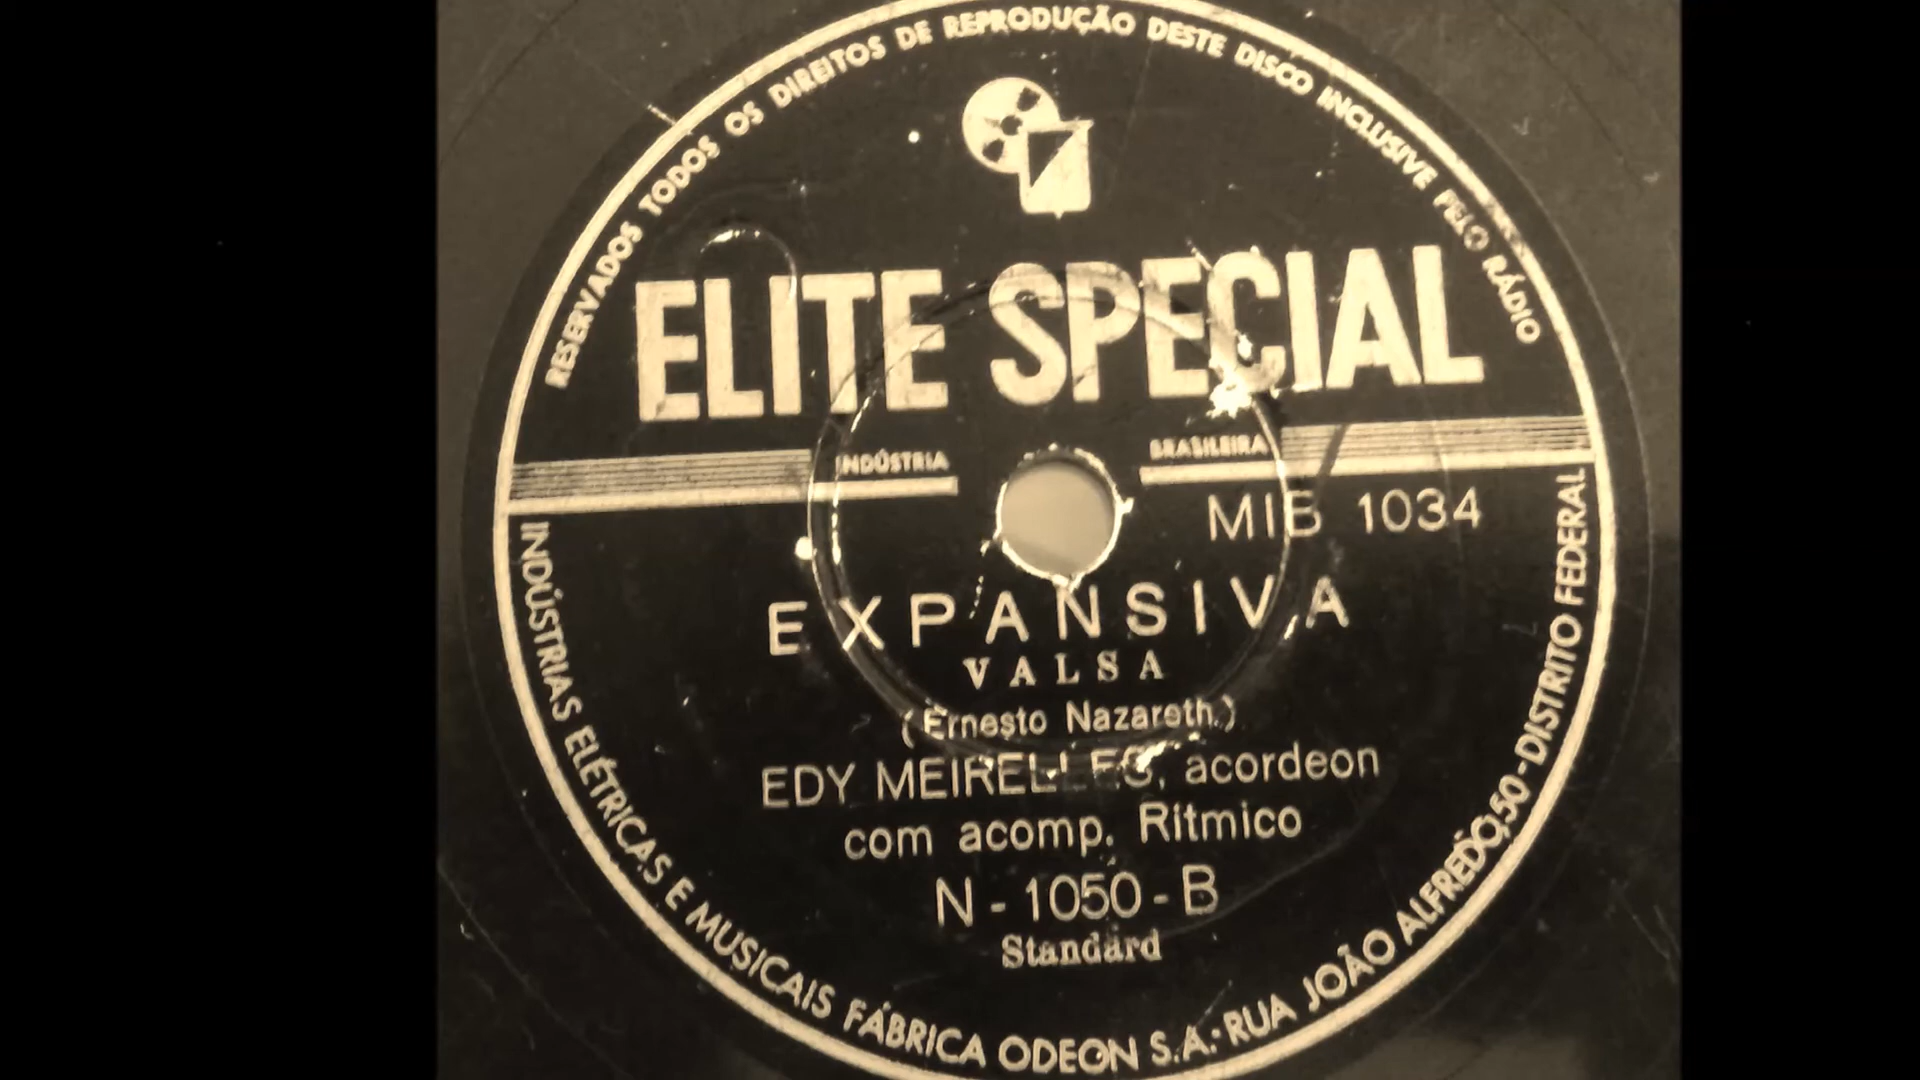 RESERVADOS TODOS OS DIREITOS DE REPRODUÇÃO DESTE DISCO INCLUSIVE PELO RÁDIO
ELITE SPECIAL
INDÚSTRIA BRASILEIRA
MIB 1034
EXPANSIVA
VALSA
(Ernesto Nazareth.)
EDY MEIRELLES, acordeon
com acomp. Ritmico
N-1050-B
Standard
INDÚSTRIAS ELÉTRICAS E MUSICAIS FÁBRICA ODEON S.A.·RUA JOÃO ALFREDO,50-DISTRITO FEDERAL